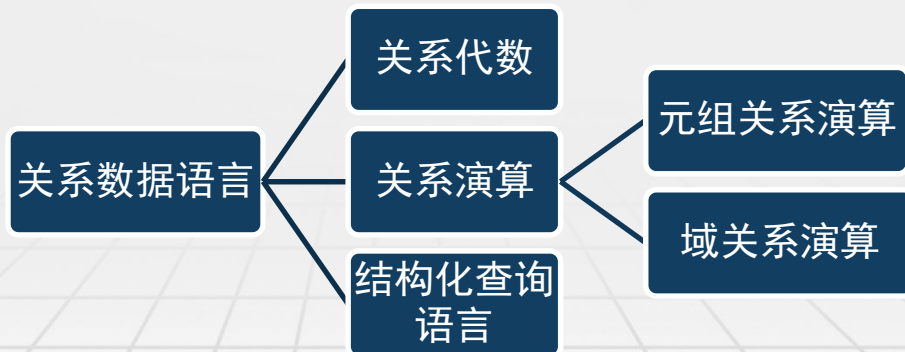 关系代数
元组关系演算
关系数据语言
关系演算
域关系演算
结构化查询
语言